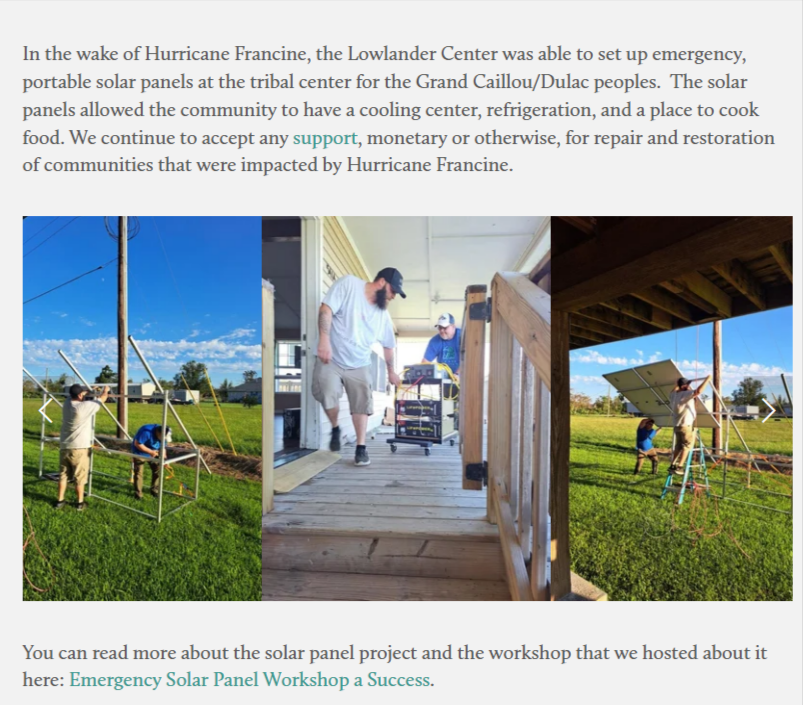 In the wake of Hurricane Francine, the Lowlander Center was able to set up emergency,
portable solar panels at the tribal center for the Grand Caillou/Dulac peoples.  The solar
panels allowed the community to have a cooling center, refrigeration, and a place to cook
food. We continue to accept any support, monetary or otherwise, for repair and restoration
of communities that were impacted by Hurricane Francine.
You can read more about the solar panel project and the workshop that we hosted about it
here: Emergency Solar Panel Workshop a Success.